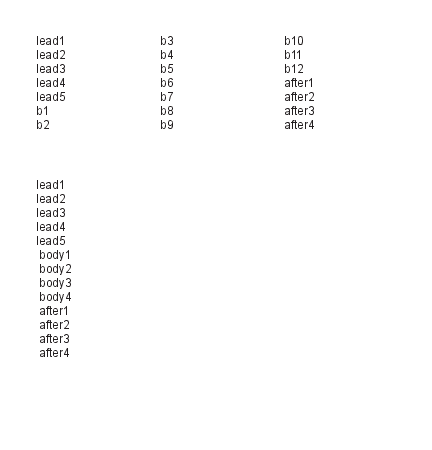 lead1
lead2
lead3
lead4
lead5
b1
b2
b3
b4
b5
b6
b7
b8
b9
b10
b11
b12
after1
after2
after3
after4
lead1
lead2
lead3
lead4
lead5
body1
body2
body3
body4
after1
after2
after3
after4